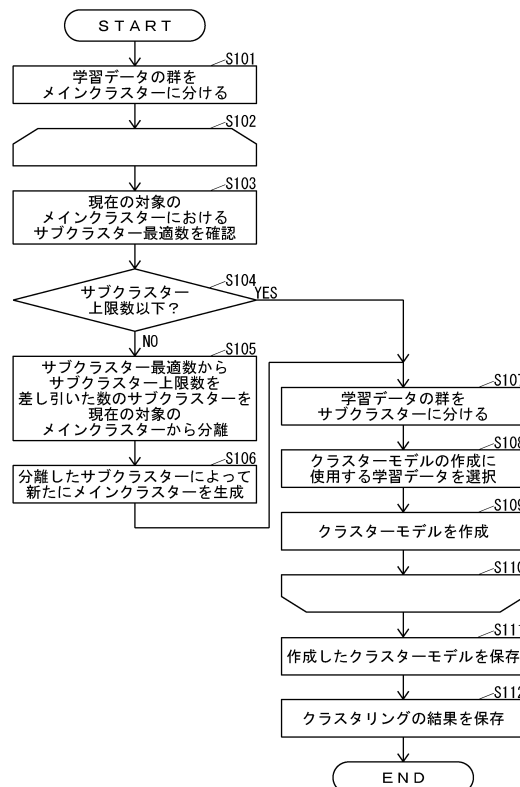 START
S101
学習データの群を
メインクラスターに分ける
S102
S103
現在の対象の
メインクラスターにおける
サブクラスター最適数を確認
S104
サブクラスター
上限数以下?
YES
NO
S105
サブクラスター最適数から
サブクラスター上限数を
差し引いた数のサブクラスターを
現在の対象の
メインクラスターから分離
S106
分離したサブクラスターによって
新たにメインクラスターを生成
S107
学習データの群を
サブクラスターに分ける
S108
クラスターモデルの作成に
使用する学習データを選択
S109
クラスターモデルを作成
S110
S111
作成したクラスターモデルを保存
S112
クラスタリングの結果を保存
END